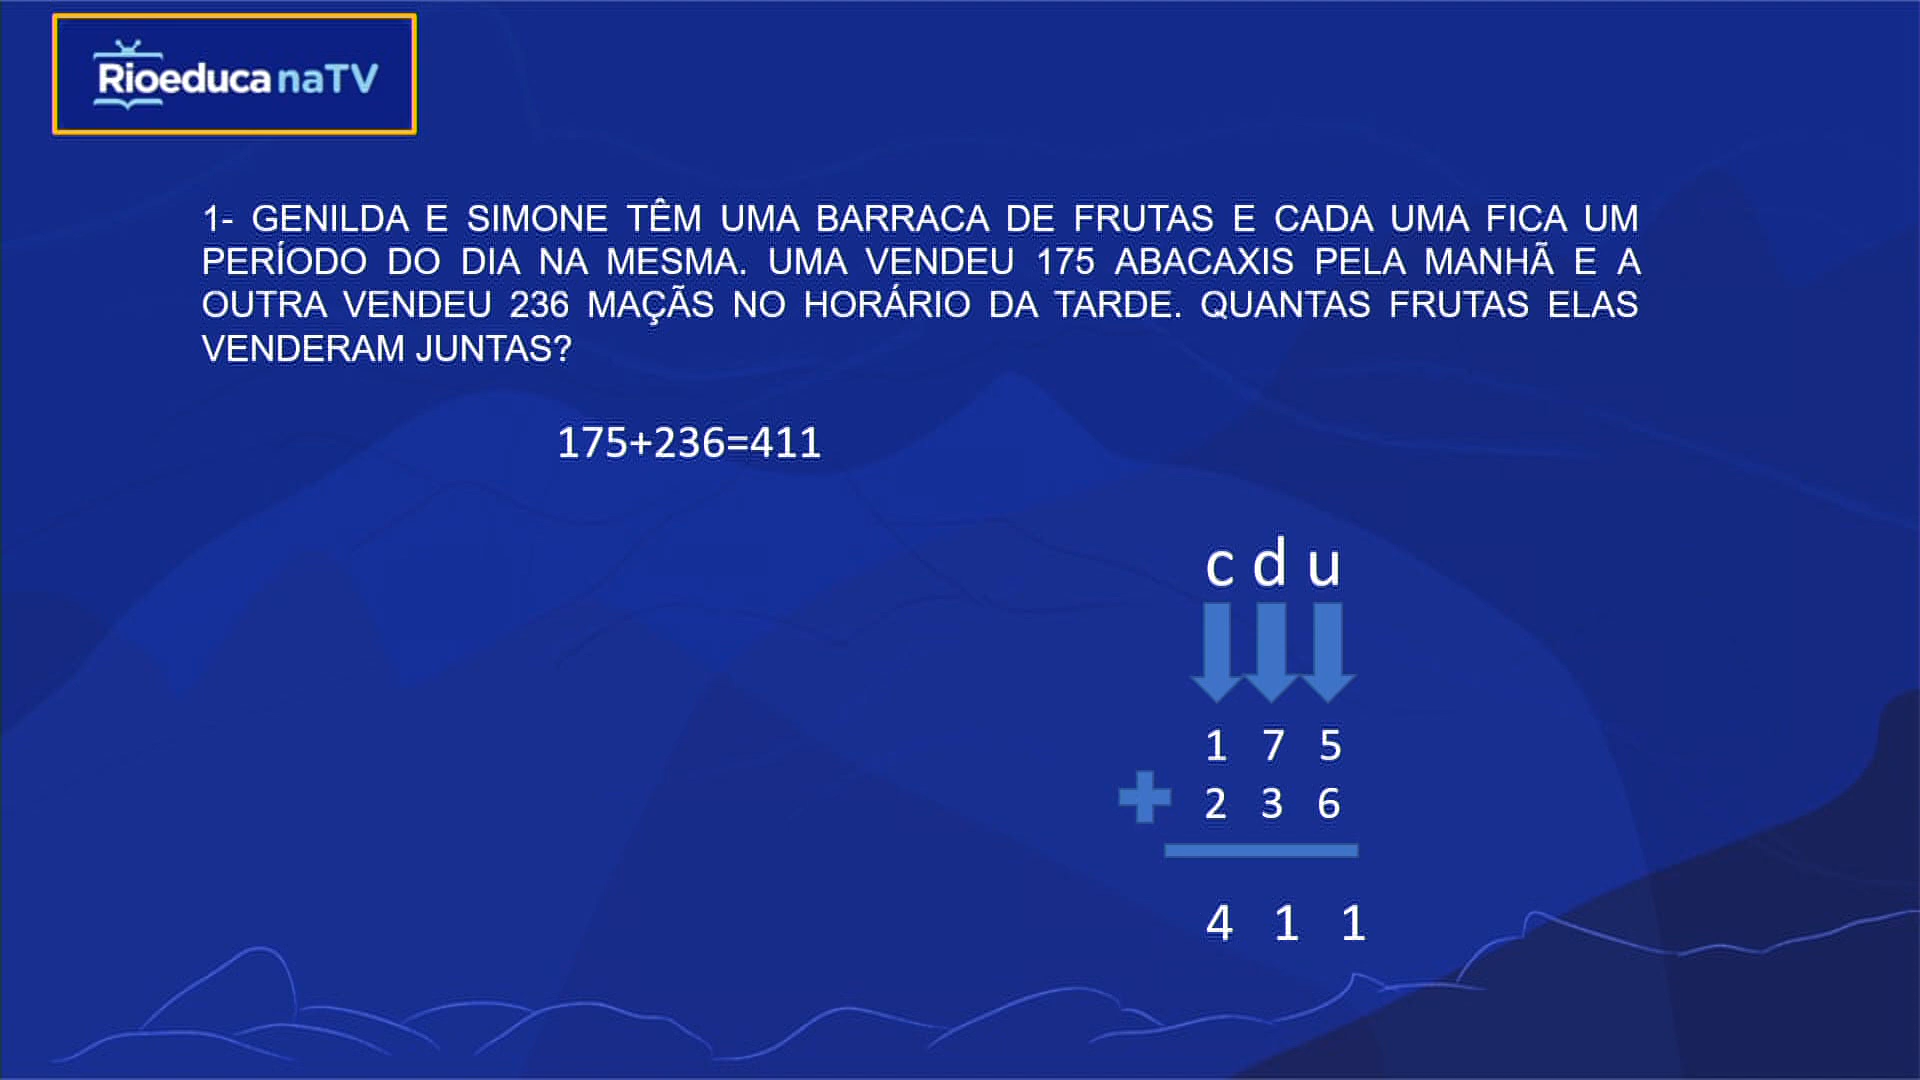 Rioeduca naTV
1- GENILDA E SIMONE TÊM UMA BARRACA DE FRUTAS E CADA UMA FICA UM
PERÍODO DO DIA NA MESMA. UMA VENDEU 175 ABACAXIS PELA MANHÃ E A
OUTRA VENDEU 236 MAÇÃS NO HORÁRIO DA TARDE. QUANTAS FRUTAS ELAS
VENDERAM JUNTAS?
175+236=411
c d u
1 7 5
+ 2 3 6
4 1 1